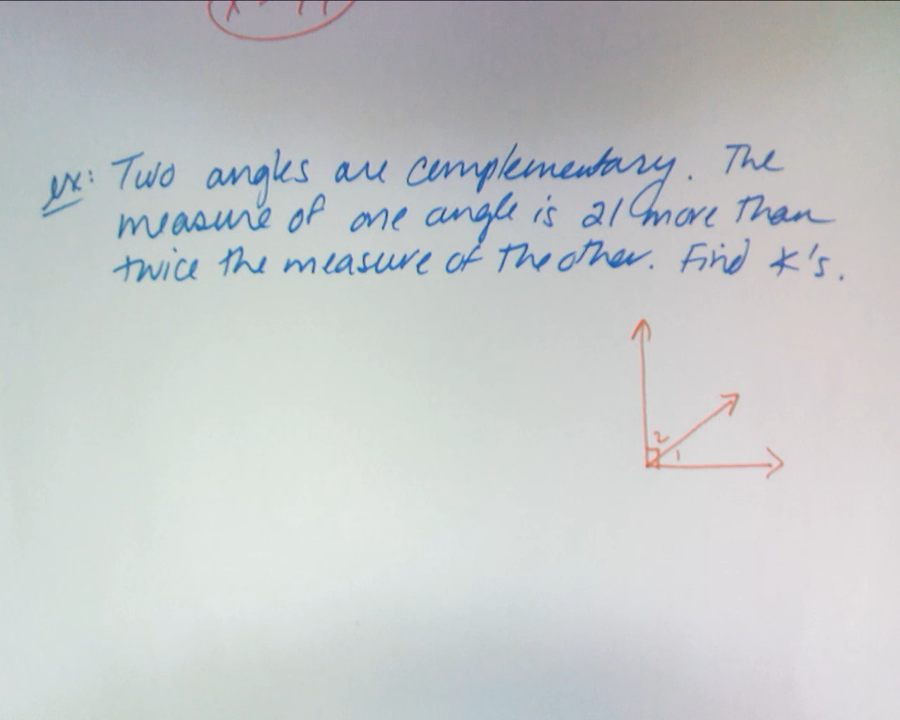 ex: Two angles are complementary. The
measure of one angle is 21 more than
twice the measure of the other. Find ∡'s.
2
1